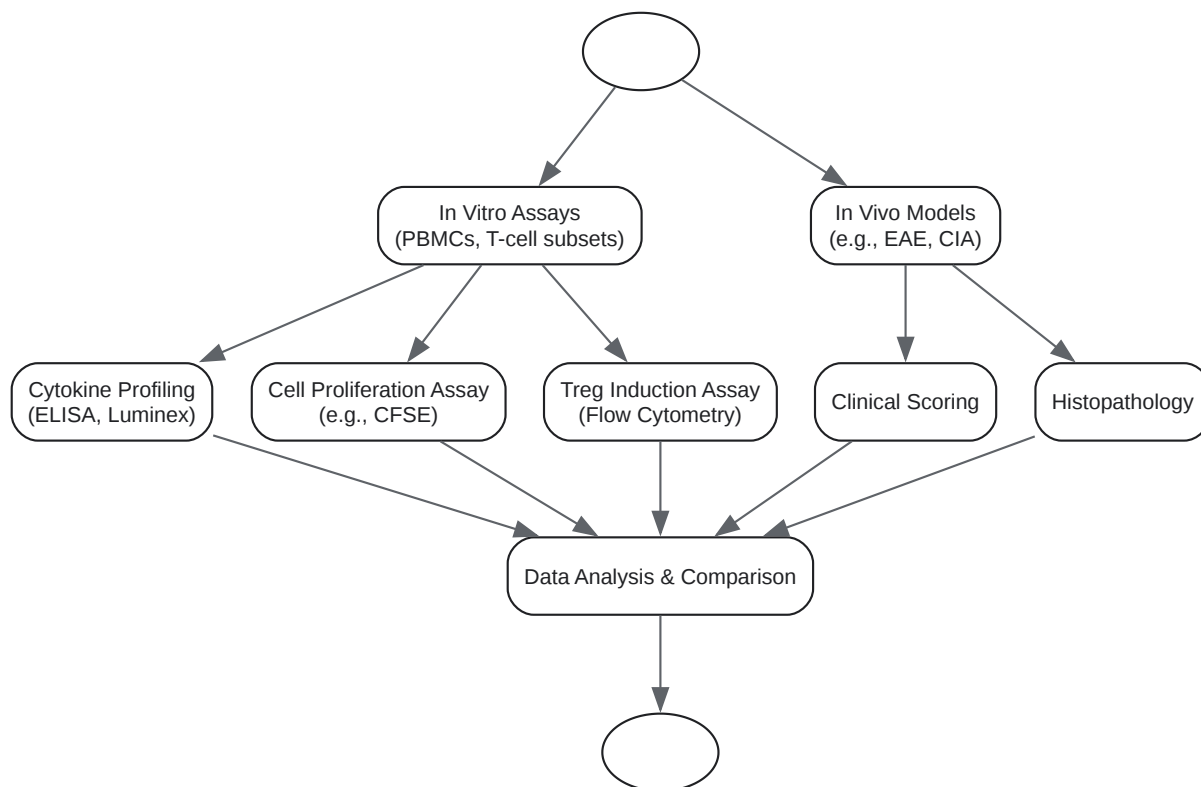 In Vitro Assays
(PBMCs, T-cell subsets)
In Vivo Models
(e.g., EAE, CIA)
Cytokine Profiling
(ELISA, Luminex)
Cell Proliferation Assay
(e.g., CFSE)
Treg Induction Assay
(Flow Cytometry)
Clinical Scoring
Histopathology
Data Analysis & Comparison